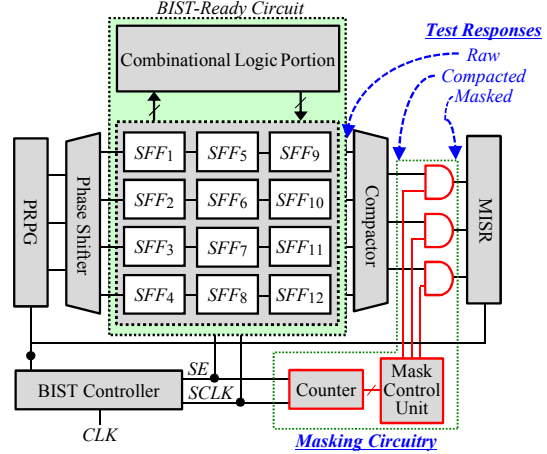 BIST-Ready Circuit
Test Responses
Raw
Compacted
Masked
Combinational Logic Portion
PRPG
Phase Shifter
SFF1
SFF5
SFF9
SFF2
SFF6
SFF10
SFF3
SFF7
SFF11
SFF4
SFF8
SFF12
Compactor
MISR
BIST Controller
SE
SCLK
CLK
Counter
Mask
Control
Unit
Masking Circuitry